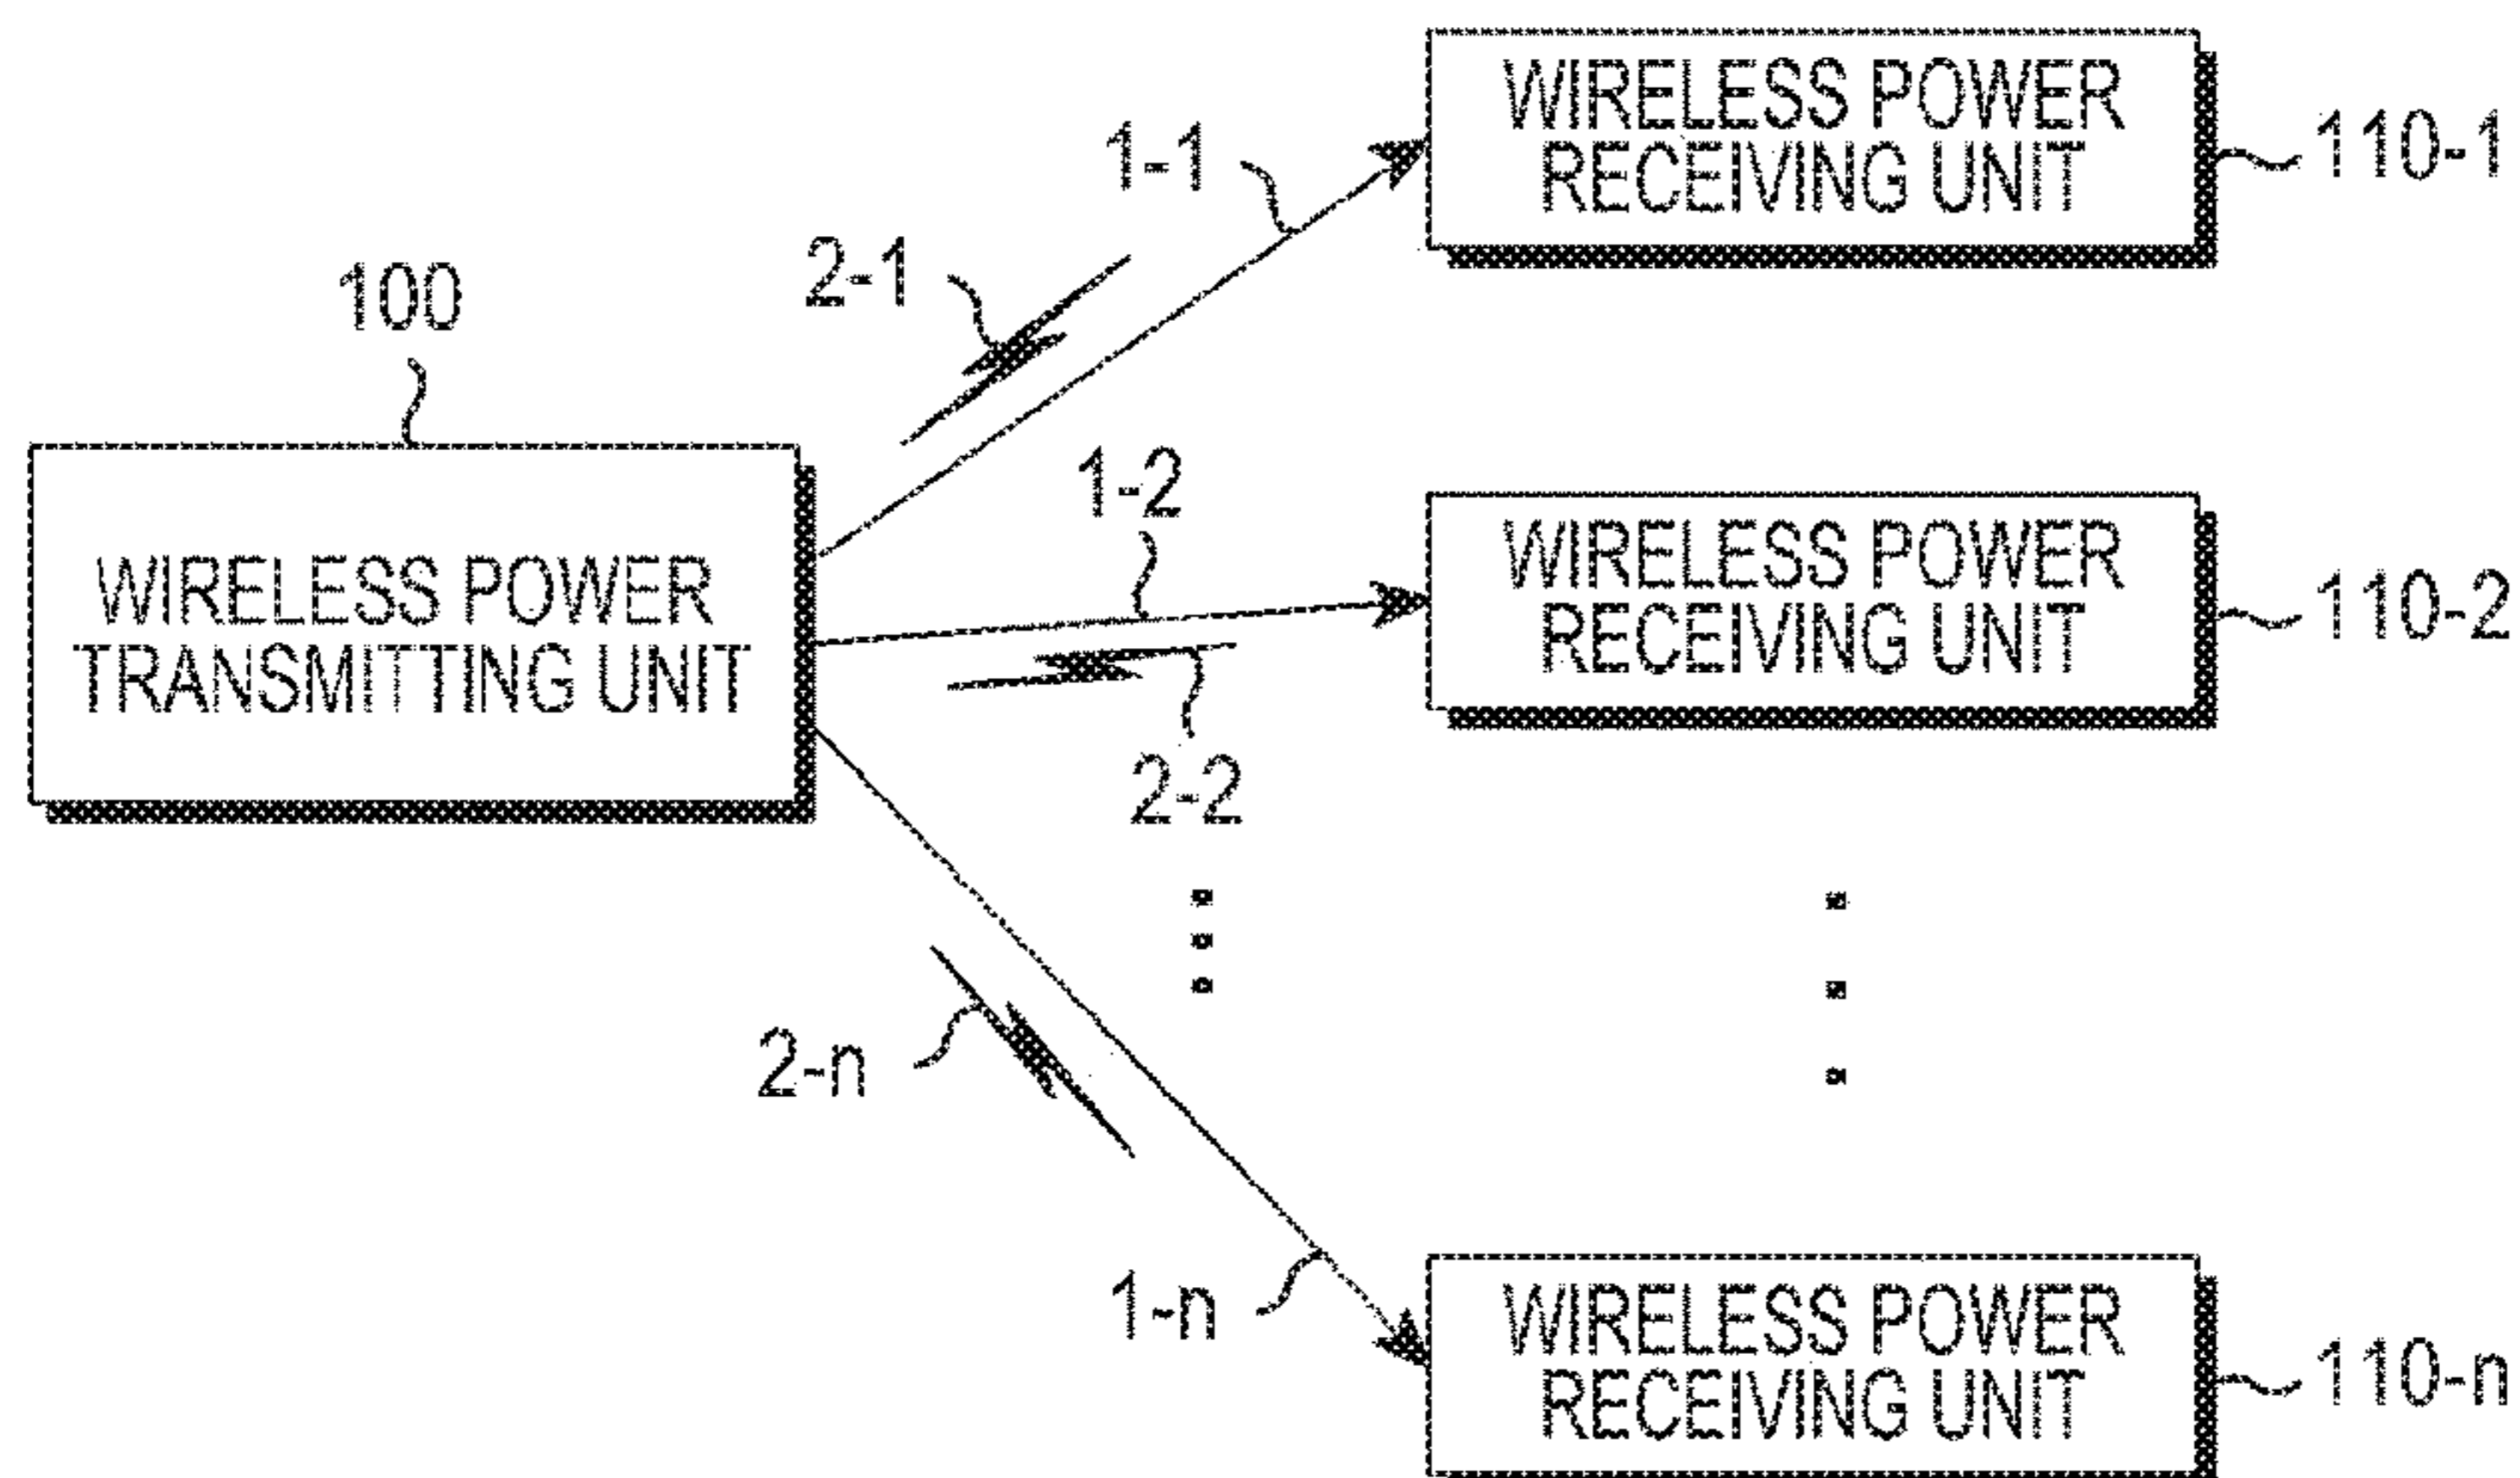 WIRELESS POWER
RECEIVING UNIT
110-1
1-1
2-1
100
1-2
WIRELESS POWER
TRANSMITTING UNIT
WIRELESS POWER
RECEIVING UNIT
110-2
2-2
2-n
1-n
WIRELESS POWER
RECEIVING UNIT
110-n